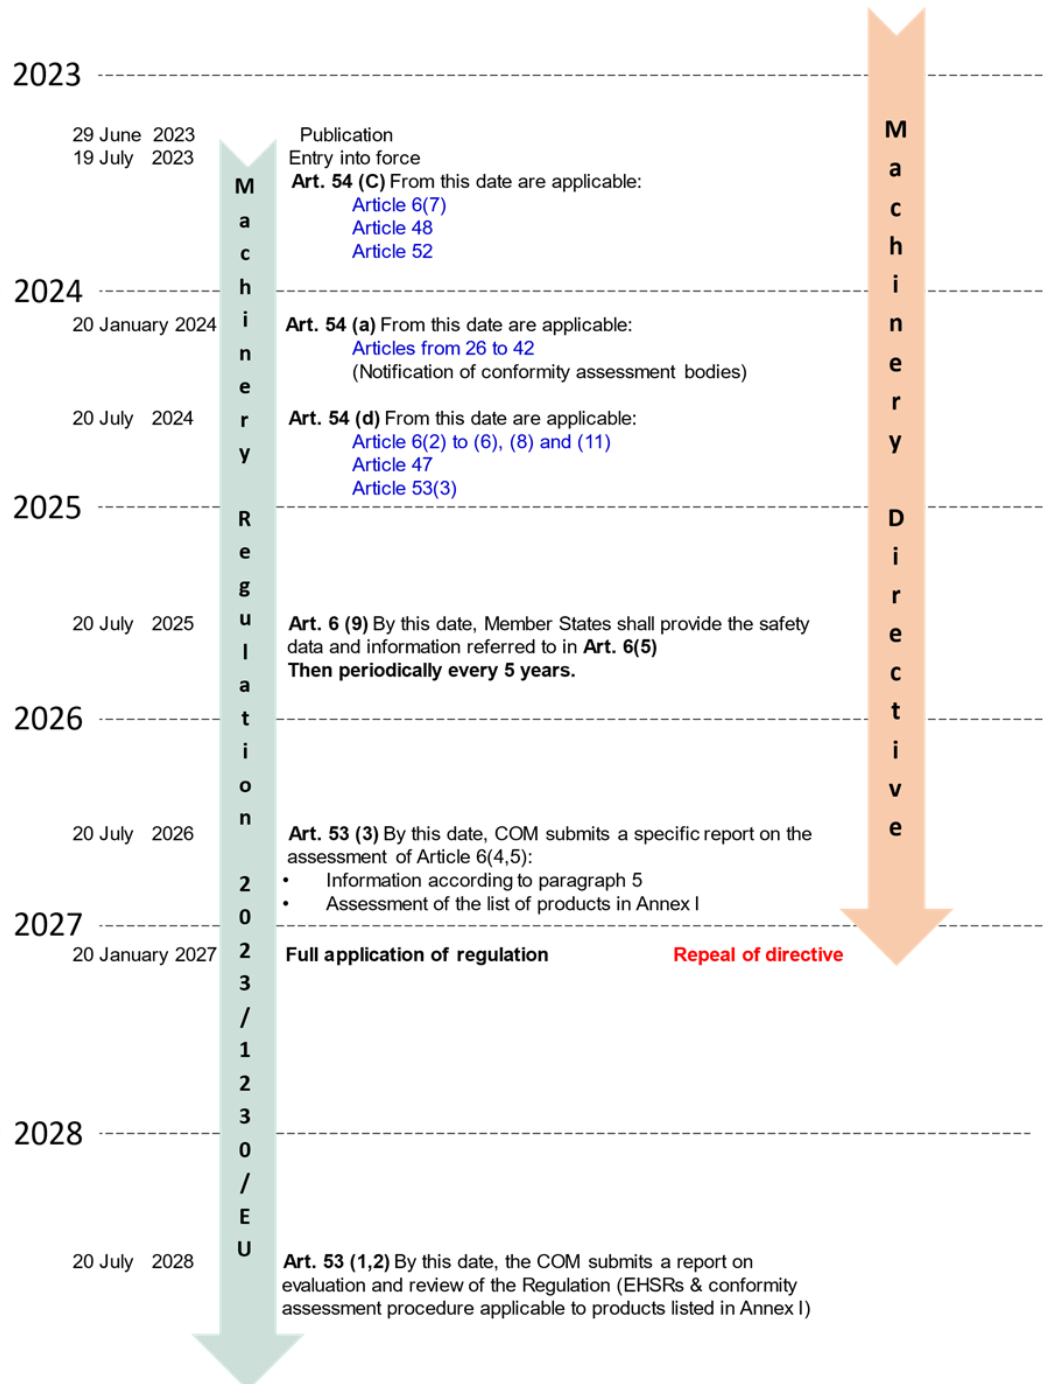 2023
29 June 2023 Publication
19 July 2023 Entry into force
Art. 54 (C) From this date are applicable:
Article 6(7)
Article 48
Article 52
2024
20 January 2024 Art. 54 (a) From this date are applicable:
Articles from 26 to 42
(Notification of conformity assessment bodies)
20 July 2024 Art. 54 (d) From this date are applicable:
Article 6(2) to (6), (8) and (11)
Article 47
Article 53(3)
2025
20 July 2025 Art. 6 (9) By this date, Member States shall provide the safety
data and information referred to in Art. 6(5)
Then periodically every 5 years.
2026
20 July 2026 Art. 53 (3) By this date, COM submits a specific report on the
assessment of Article 6(4,5):
• Information according to paragraph 5
• Assessment of the list of products in Annex I
2027
20 January 2027 Full application of regulation Repeal of directive
2028
20 July 2028 Art. 53 (1,2) By this date, the COM submits a report on
evaluation and review of the Regulation (EHSRs & conformity
assessment procedure applicable to products listed in Annex I)
Machinery Regulation 2023/1230/EU
Machinery Directive